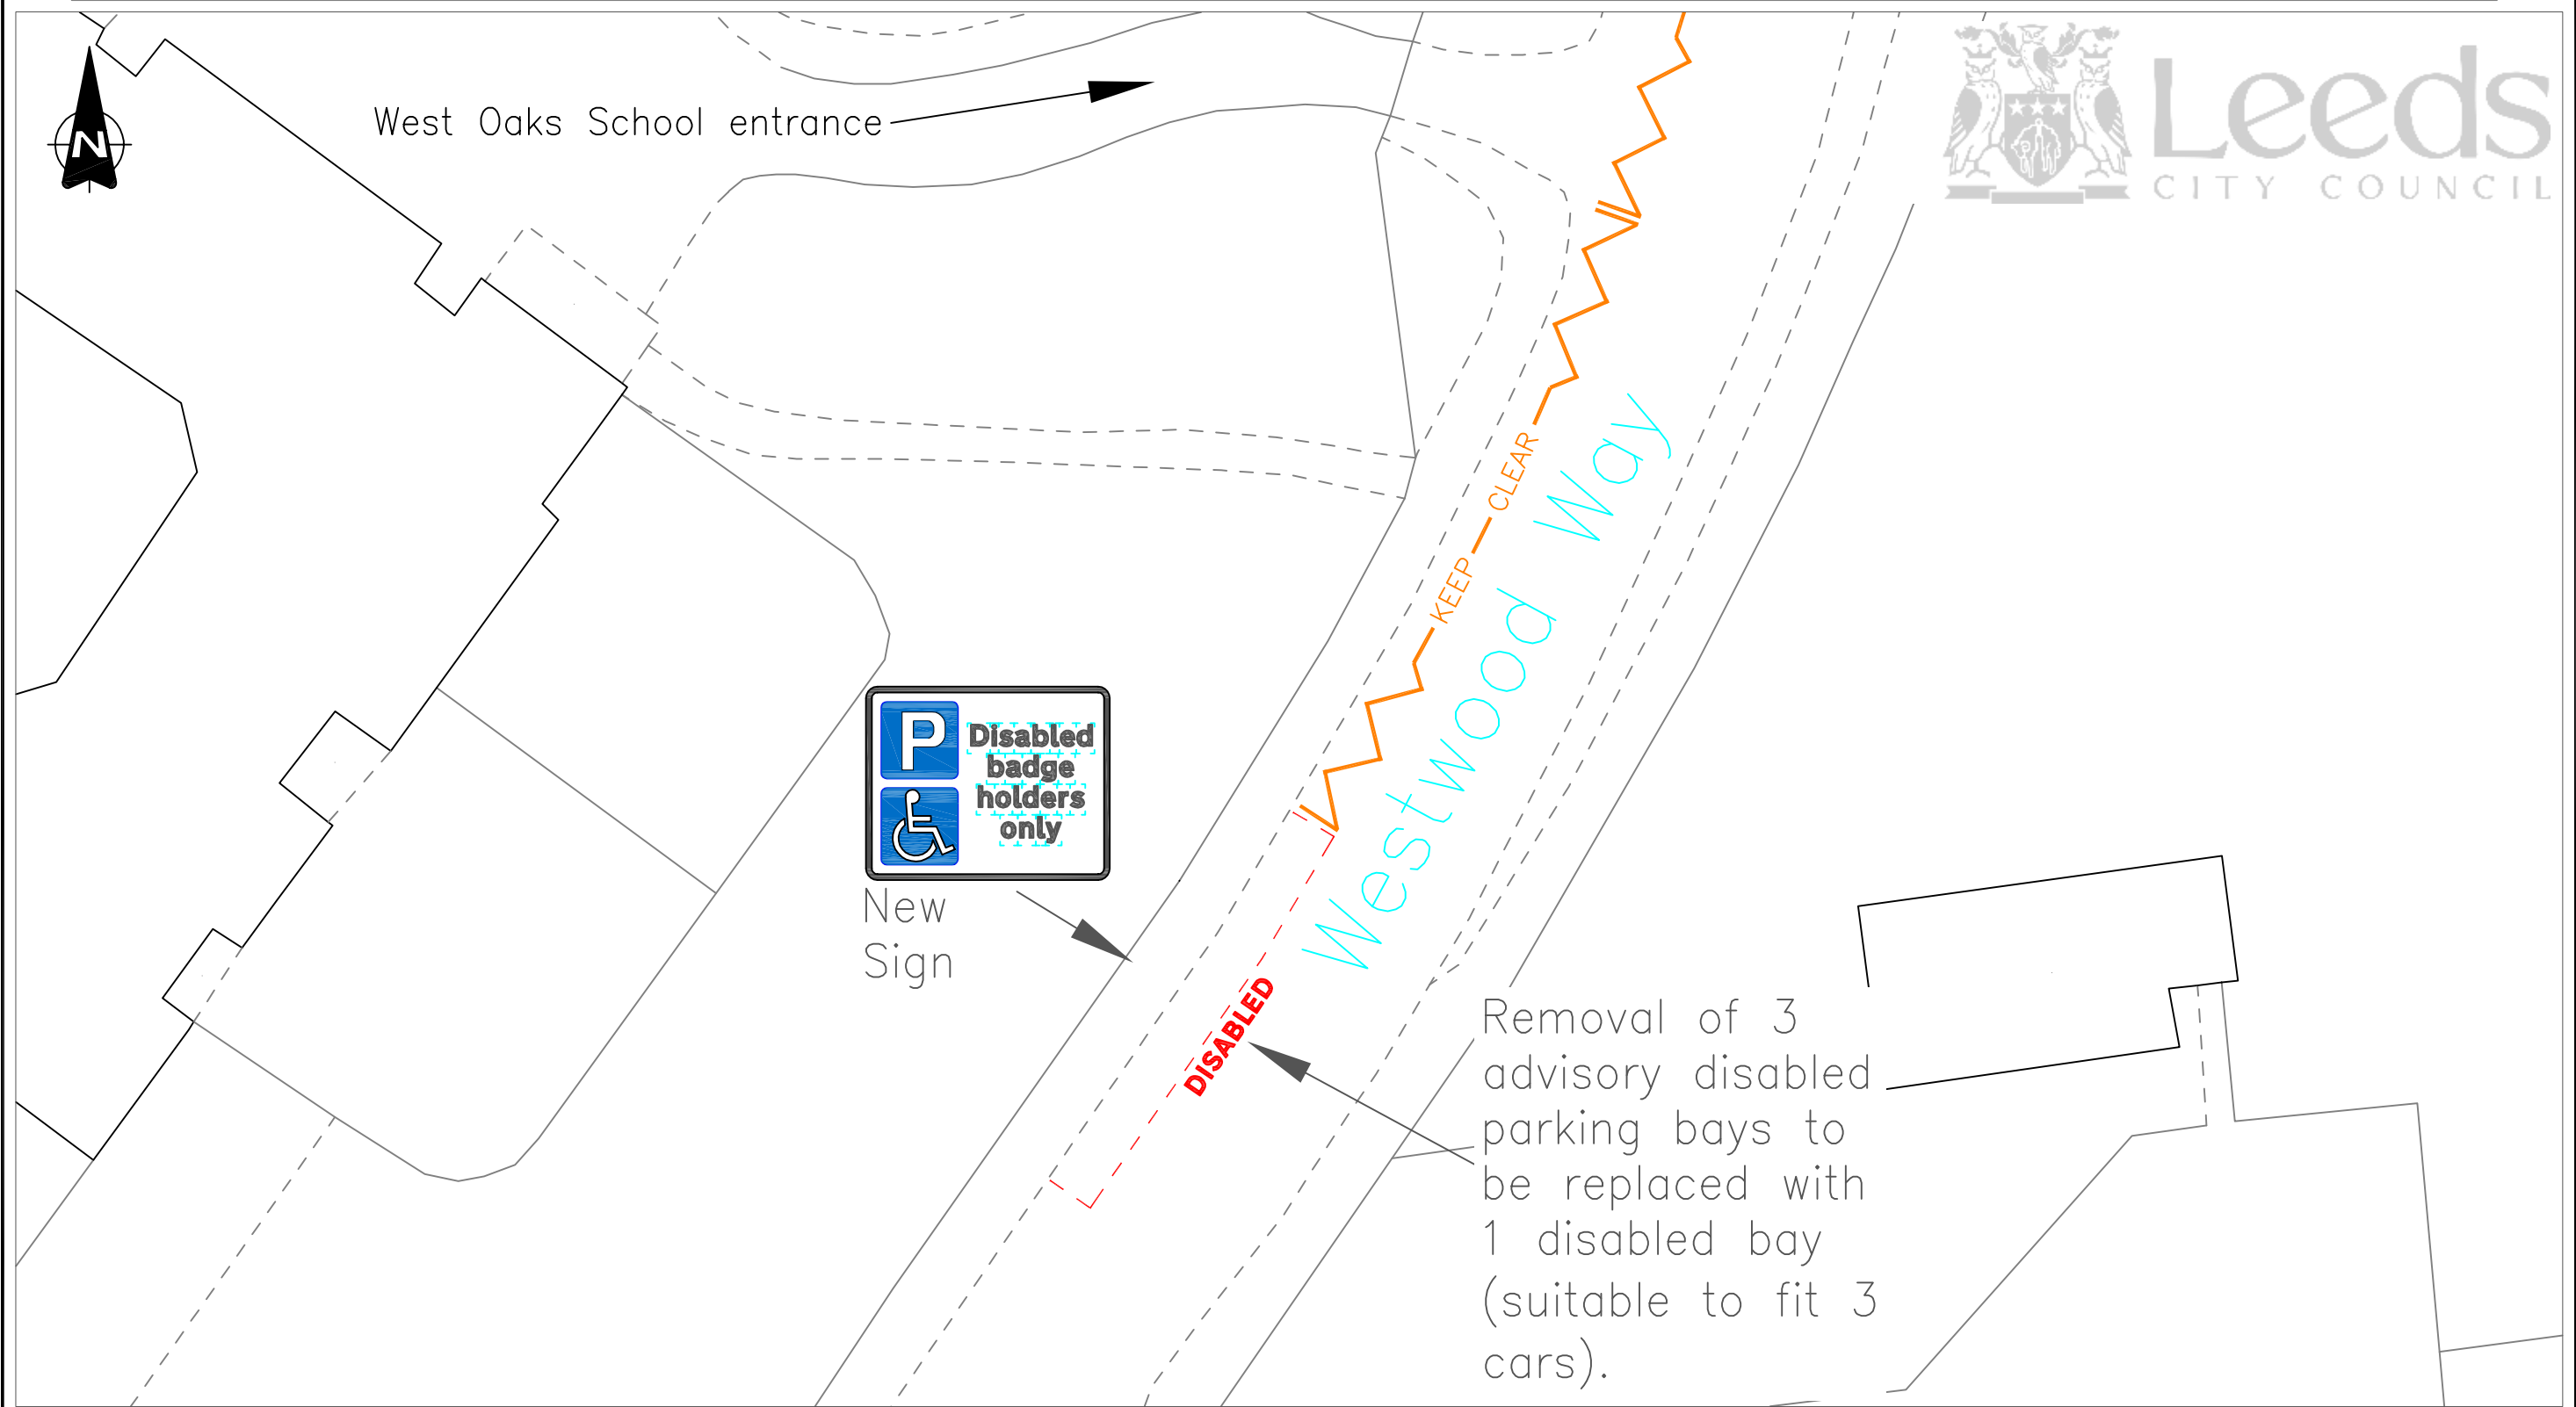 N
West Oaks School entrance
Leeds
CITY COUNCIL
KEEP CLEAR
Westwood Way
P
Disabled
badge
holders
only
New
Sign
DISABLED
Removal of 3
advisory disabled
parking bays to
be replaced with
1 disabled bay
(suitable to fit 3
cars).